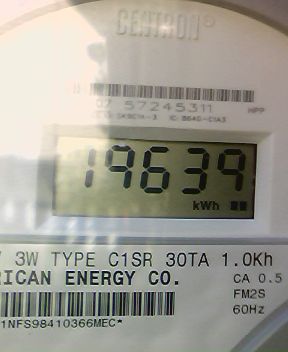 CENTRON®
07 57245311 HPP
19639
kWh
3W TYPE C1SR 30TA 1.0Kh
RICAN ENERGY CO. CA 0.5
FM2S
1NFS98410366MEC* 60Hz